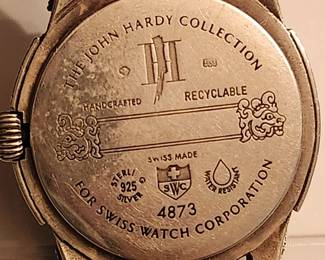 THE JOHN HARDY COLLECTION
HANDCRAFTED
RECYCLABLE
SWISS MADE
STERLING
925
SILVER
SWC
WATER RESISTANT
4873
FOR SWISS WATCH CORPORATION